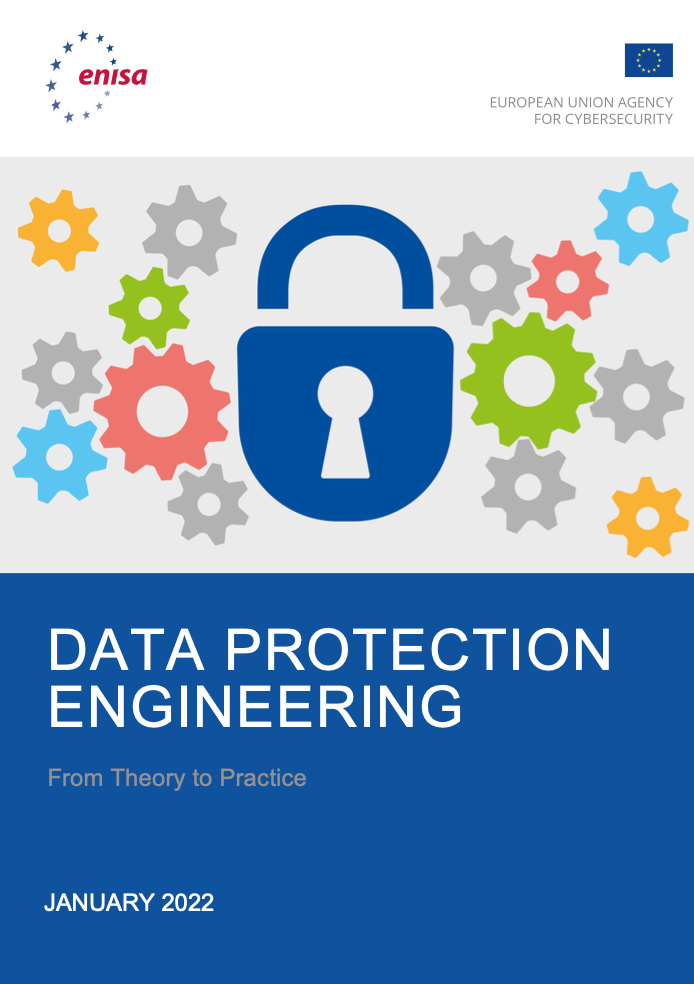 enisa
EUROPEAN UNION AGENCY
FOR CYBERSECURITY
DATA PROTECTION
ENGINEERING
From Theory to Practice
JANUARY 2022